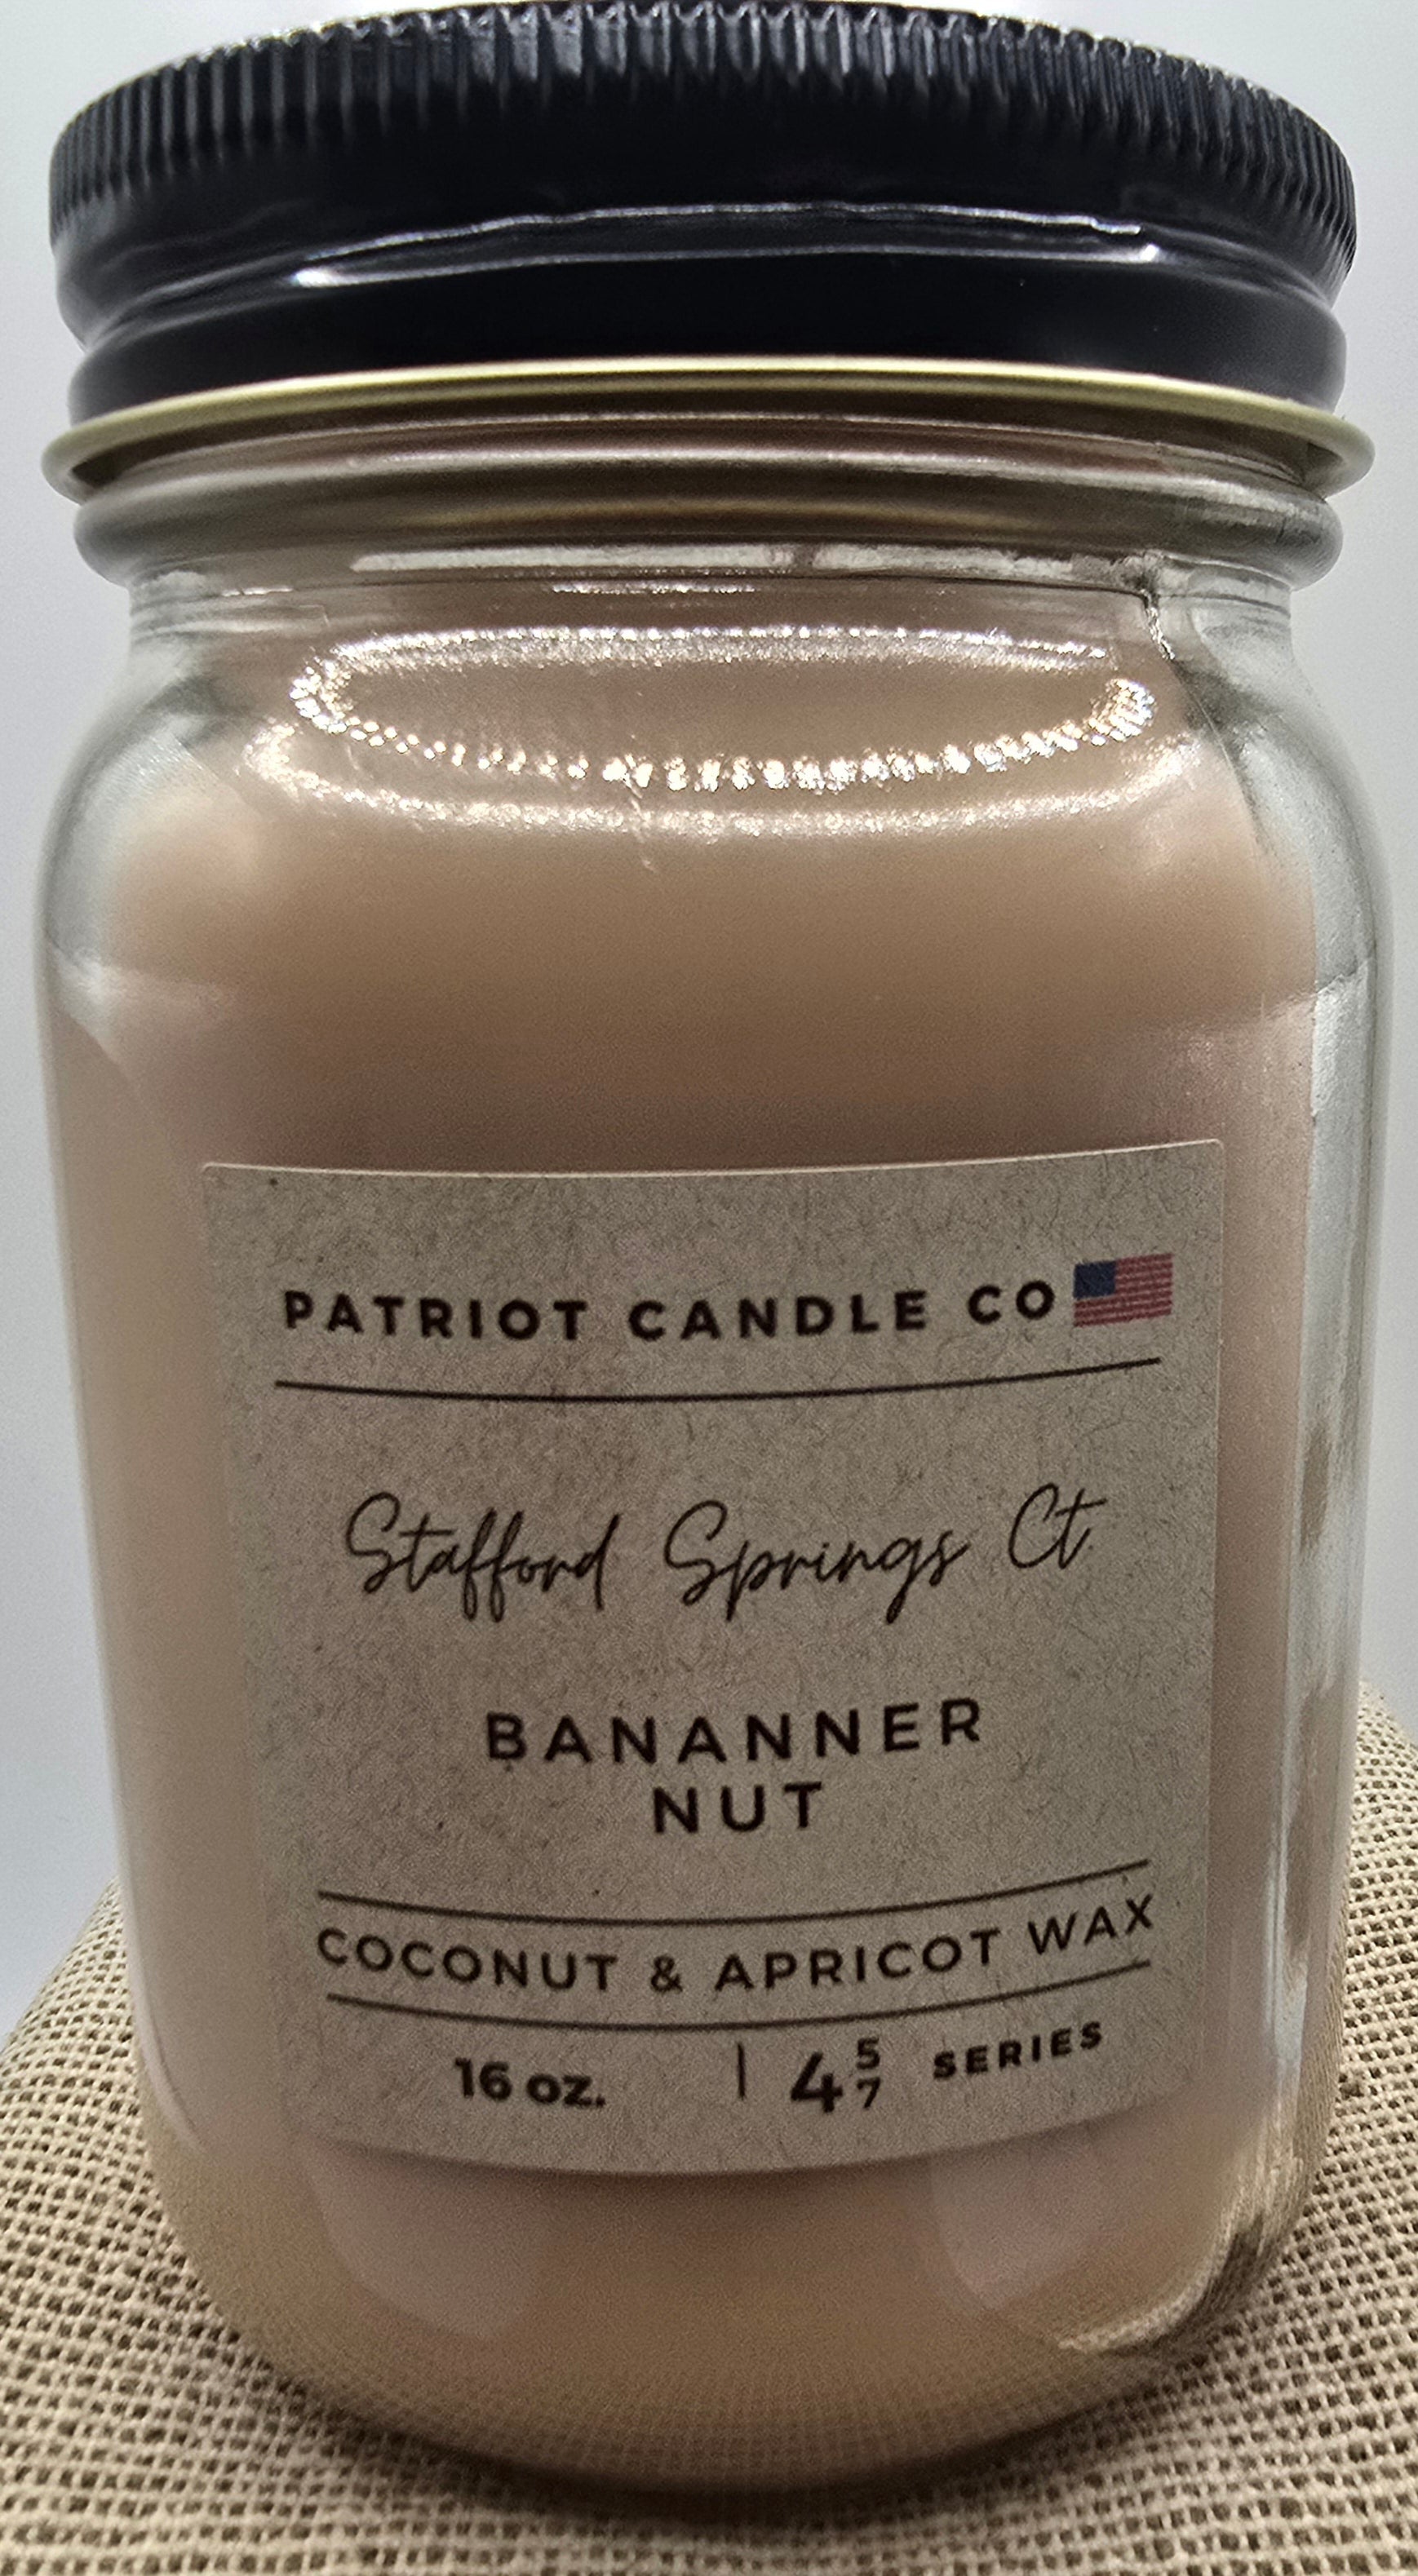 PATRIOT CANDLE CO
Stafford Springs Ct
BANANNER
NUT
COCONUT & APRICOT WAX
16 oz. | 4 5/7 SERIES